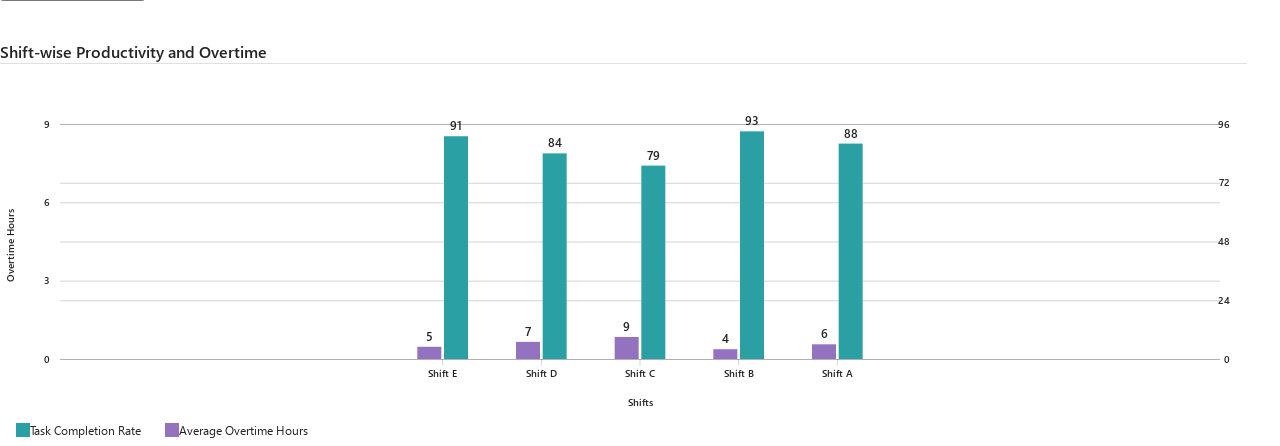 Shift-wise Productivity and Overtime
9
6
3
0
Overtime Hours
96
72
48
24
0
5
91
7
84
9
79
4
93
6
88
Shift E
Shift D
Shift C
Shift B
Shift A
Shifts
Task Completion Rate
Average Overtime Hours